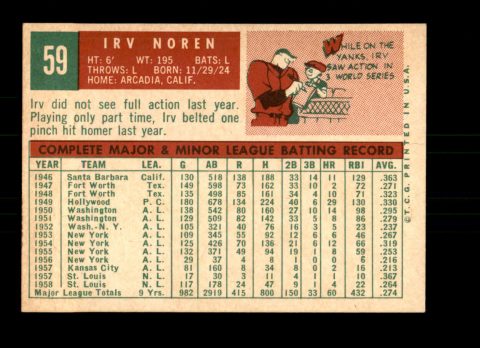 59
IRV NOREN
HT: 6' WT: 195 BATS: L
THROWS: L BORN: 11/29/24
HOME: ARCADIA, CALIF.
WHILE ON THE
YANKS, IRV
SAW ACTION IN
3 WORLD SERIES
Irv did not see full action last year.
Playing only part time, Irv belted one
pinch hit homer last year.
COMPLETE MAJOR & MINOR LEAGUE BATTING RECORD
YEAR TEAM LEA. G AB R H 2B 3B HR RBI AVG.
1946 Santa Barbara Calif. 130 518 138 188 14 11 129 .363
1947 Fort Worth Tex. 149 598 73 162 33 10 2 72 .271
1948 Fort Worth Tex. 158 534 85 156 34 10 4 71 .323
1949 Hollywood P. C. 180 678 134 224 40 6 29 130 .330
1950 Washington A. L. 138 542 80 160 27 10 14 98 .295
1951 Washington A. L. 129 509 82 142 33 5 8 86 .279
1952 Wash.-N. Y. A. L. 105 321 40 76 16 3 5 23 .237
1953 New York A. L. 109 345 55 92 12 6 6 46 .267
1954 New York A. L. 125 426 70 136 21 6 12 66 .319
1955 New York A. L. 132 371 49 94 19 1 8 59 .253
1956 New York A. L. 29 37 4 8 1 0 0 6 .216
1957 Kansas City A. L. 81 160 8 34 8 0 2 16 .213
1957 St. Louis N. L. 17 30 3 11 4 1 1 10 .367
1958 St. Louis N. L. 117 178 24 47 9 1 4 22 .264
Major League Totals 9 Yrs. 982 2919 415 800 150 33 60 432 .274
© T.C.G. PRINTED IN U.S.A.